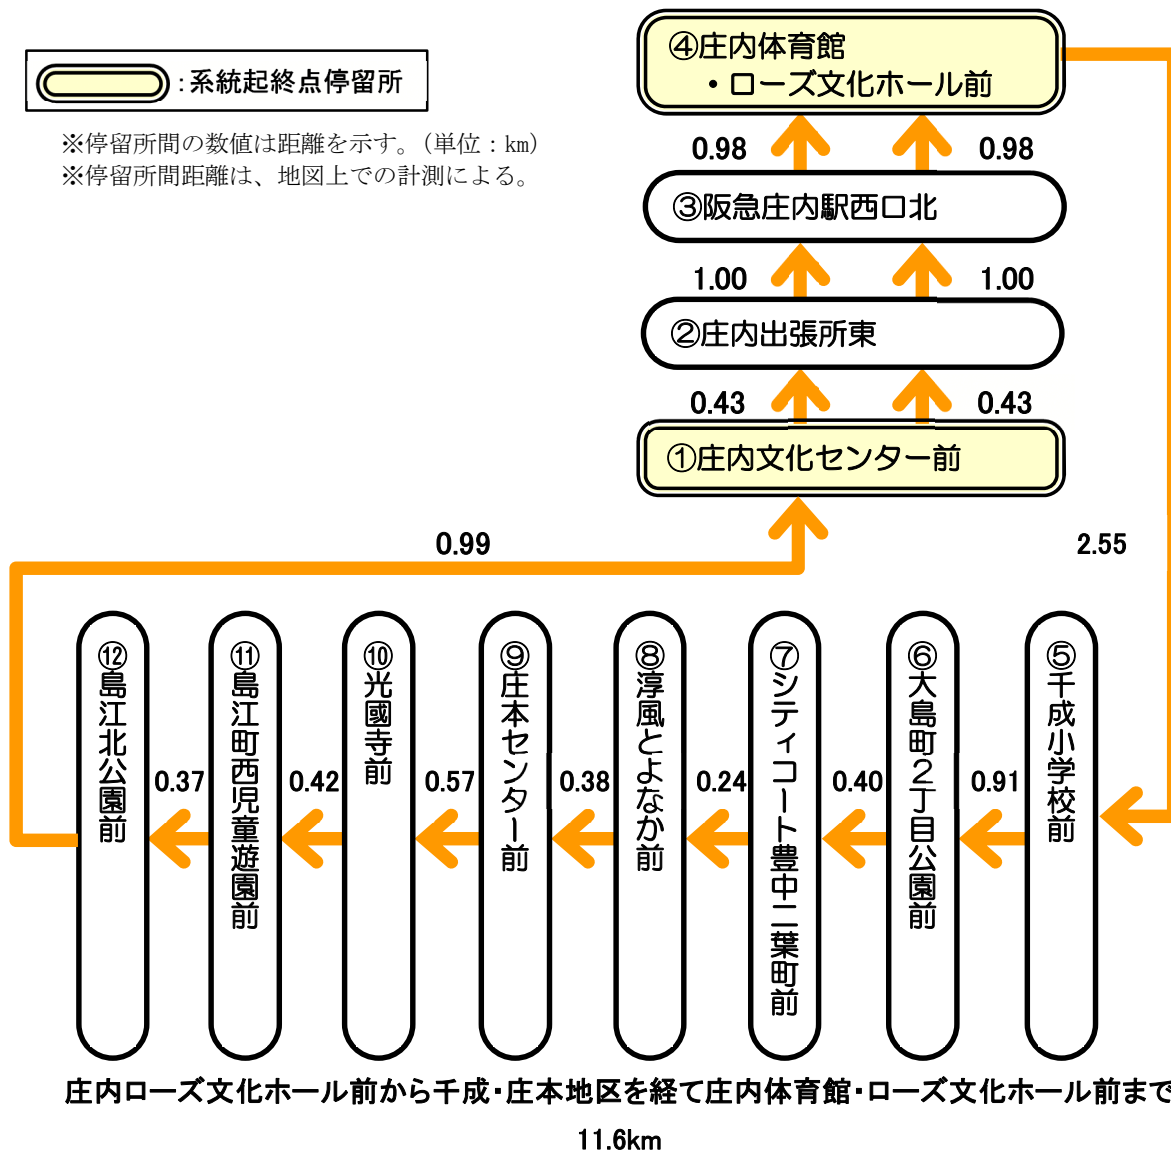 ④庄内体育館
・ローズ文化ホール前
:系統起終点停留所
※停留所間の数値は距離を示す。(単位：km)
※停留所間距離は、地図上での計測による。
0.98
0.98
③阪急庄内駅西口北
1.00
1.00
②庄内出張所東
0.43
0.43
①庄内文化センター前
0.99
2.55
⑫島江北公園前
0.37
⑪島江町西児童遊園前
0.42
⑩光國寺前
0.57
⑨庄本センター前
0.38
⑧淳風とよなか前
0.24
⑦シティコート豊中二葉町前
0.40
⑥大島町２丁目公園前
0.91
⑤千成小学校前
庄内ローズ文化ホール前から千成・庄本地区を経て庄内体育館・ローズ文化ホール前まで
11.6km